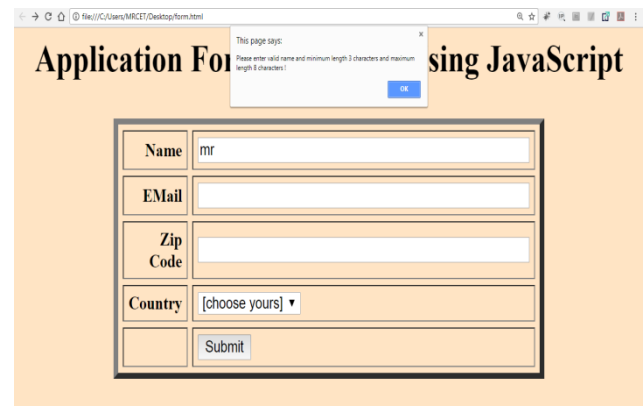 file:///C:/Users/MRCET/Desktop/form.html
This page says:
x
Please enter valid name and minimum length 3 characters and maximum
length 8 characters !
OK
Application For sing JavaScript
Name mr
EMail
Zip
Code
Country [choose yours]
Submit